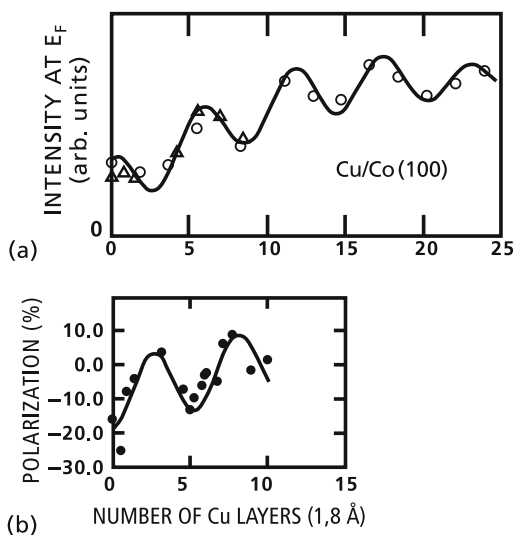 INTENSITY AT E_F
(arb. units)
0
Cu/Co (100)
(a)
0 5 10 15 20 25
POLARIZATION (%)
10.0
0.0
−10.0
−20.0
−30.0
0 5 10 15
(b)
NUMBER OF Cu LAYERS (1,8 Å)